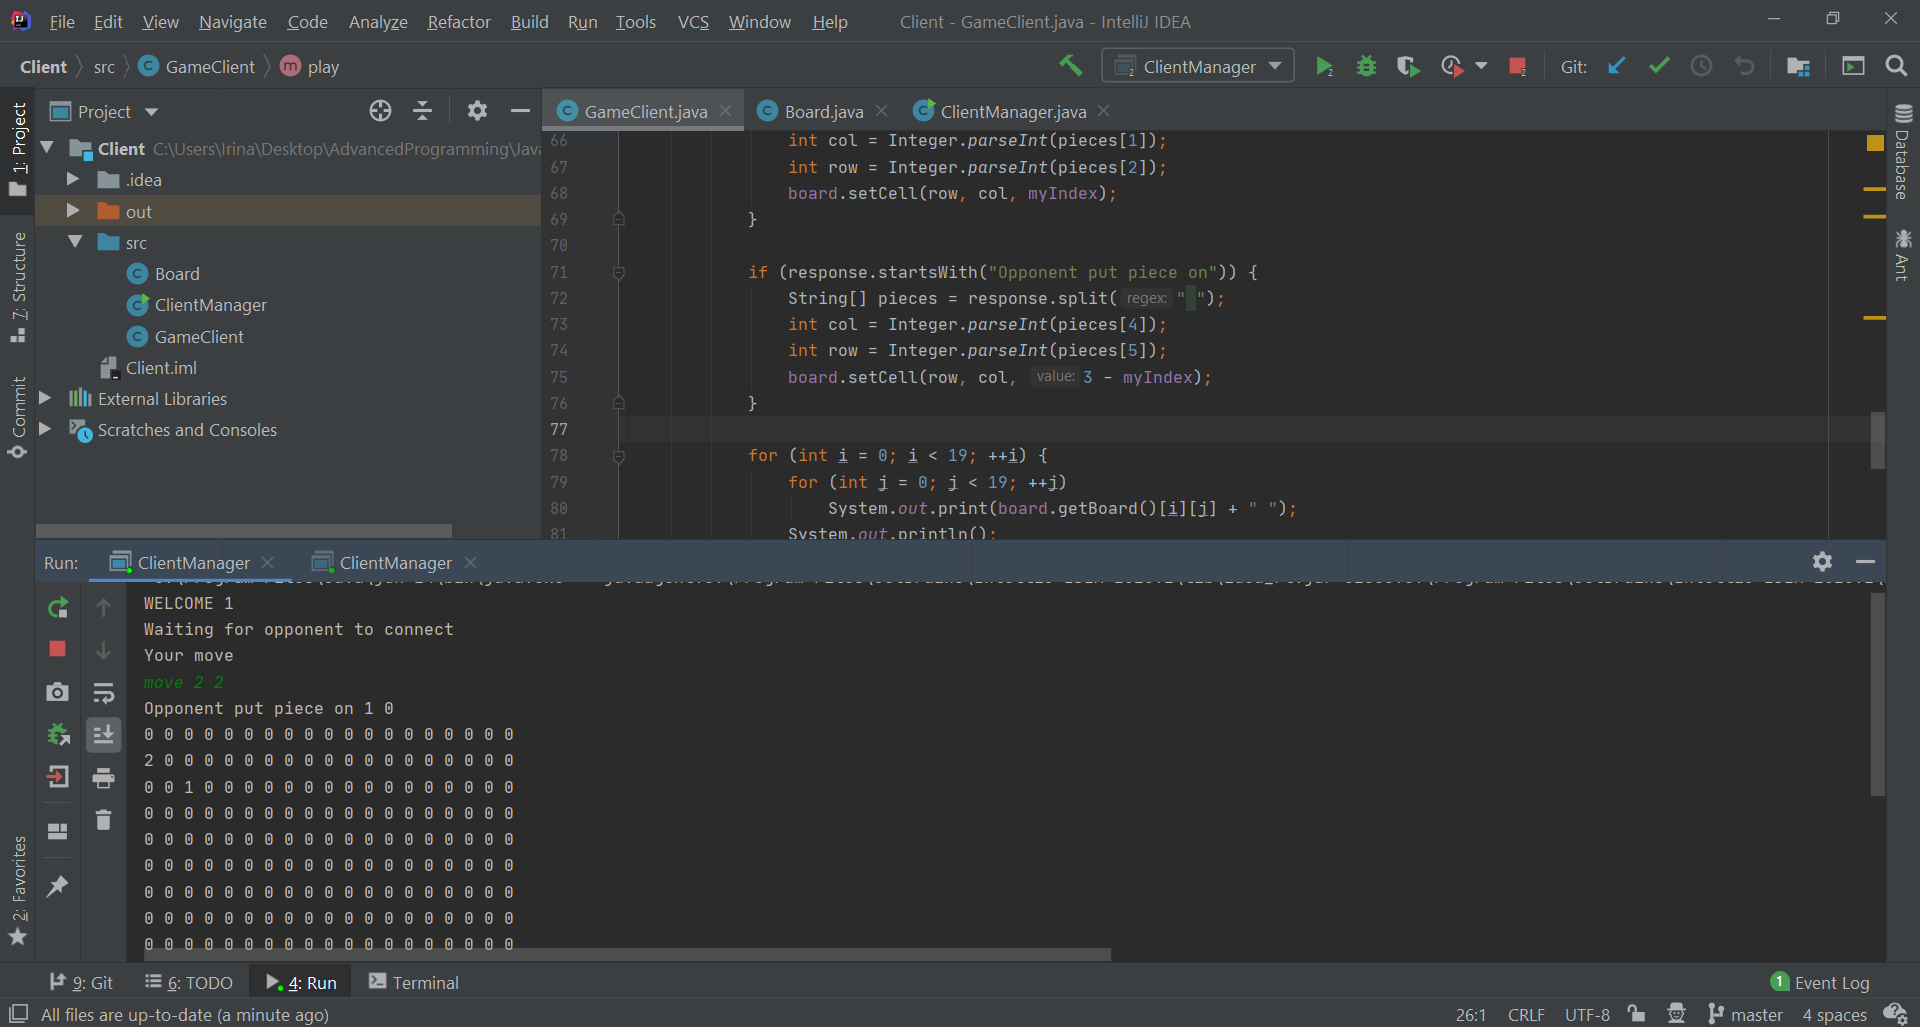 File Edit View Navigate Code Analyze Refactor Build Run Tools VCS Window Help Client - GameClient.java - IntelliJ IDEA
Client src GameClient play ClientManager Git:
1: Project
7: Structure
Commit
2: Favorites
Project
Client C:\Users\Irina\Desktop\AdvancedProgramming\Java
.idea
out
src
Board
ClientManager
GameClient
Client.iml
External Libraries
Scratches and Consoles
GameClient.java Board.java ClientManager.java
66 int col = Integer.parseInt(pieces[1]);
67 int row = Integer.parseInt(pieces[2]);
68 board.setCell(row, col, myIndex);
69 }
70
71 if (response.startsWith("Opponent put piece on")) {
72 String[] pieces = response.split( regex: " ");
73 int col = Integer.parseInt(pieces[4]);
74 int row = Integer.parseInt(pieces[5]);
75 board.setCell(row, col, value: 3 - myIndex);
76 }
77
78 for (int i = 0; i < 19; ++i) {
79 for (int j = 0; j < 19; ++j)
80 System.out.print(board.getBoard()[i][j] + " ");
81 System.out.println();
Database
Ant
Run: ClientManager ClientManager
WELCOME 1
Waiting for opponent to connect
Your move
move 2 2
Opponent put piece on 1 0
0 0 0 0 0 0 0 0 0 0 0 0 0 0 0 0 0 0 0
2 0 0 0 0 0 0 0 0 0 0 0 0 0 0 0 0 0 0
0 0 1 0 0 0 0 0 0 0 0 0 0 0 0 0 0 0 0
0 0 0 0 0 0 0 0 0 0 0 0 0 0 0 0 0 0 0
0 0 0 0 0 0 0 0 0 0 0 0 0 0 0 0 0 0 0
0 0 0 0 0 0 0 0 0 0 0 0 0 0 0 0 0 0 0
0 0 0 0 0 0 0 0 0 0 0 0 0 0 0 0 0 0 0
0 0 0 0 0 0 0 0 0 0 0 0 0 0 0 0 0 0 0
0 0 0 0 0 0 0 0 0 0 0 0 0 0 0 0 0 0 0
9: Git 6: TODO 4: Run Terminal 1 Event Log
All files are up-to-date (a minute ago) 26:1 CRLF UTF-8 master 4 spaces